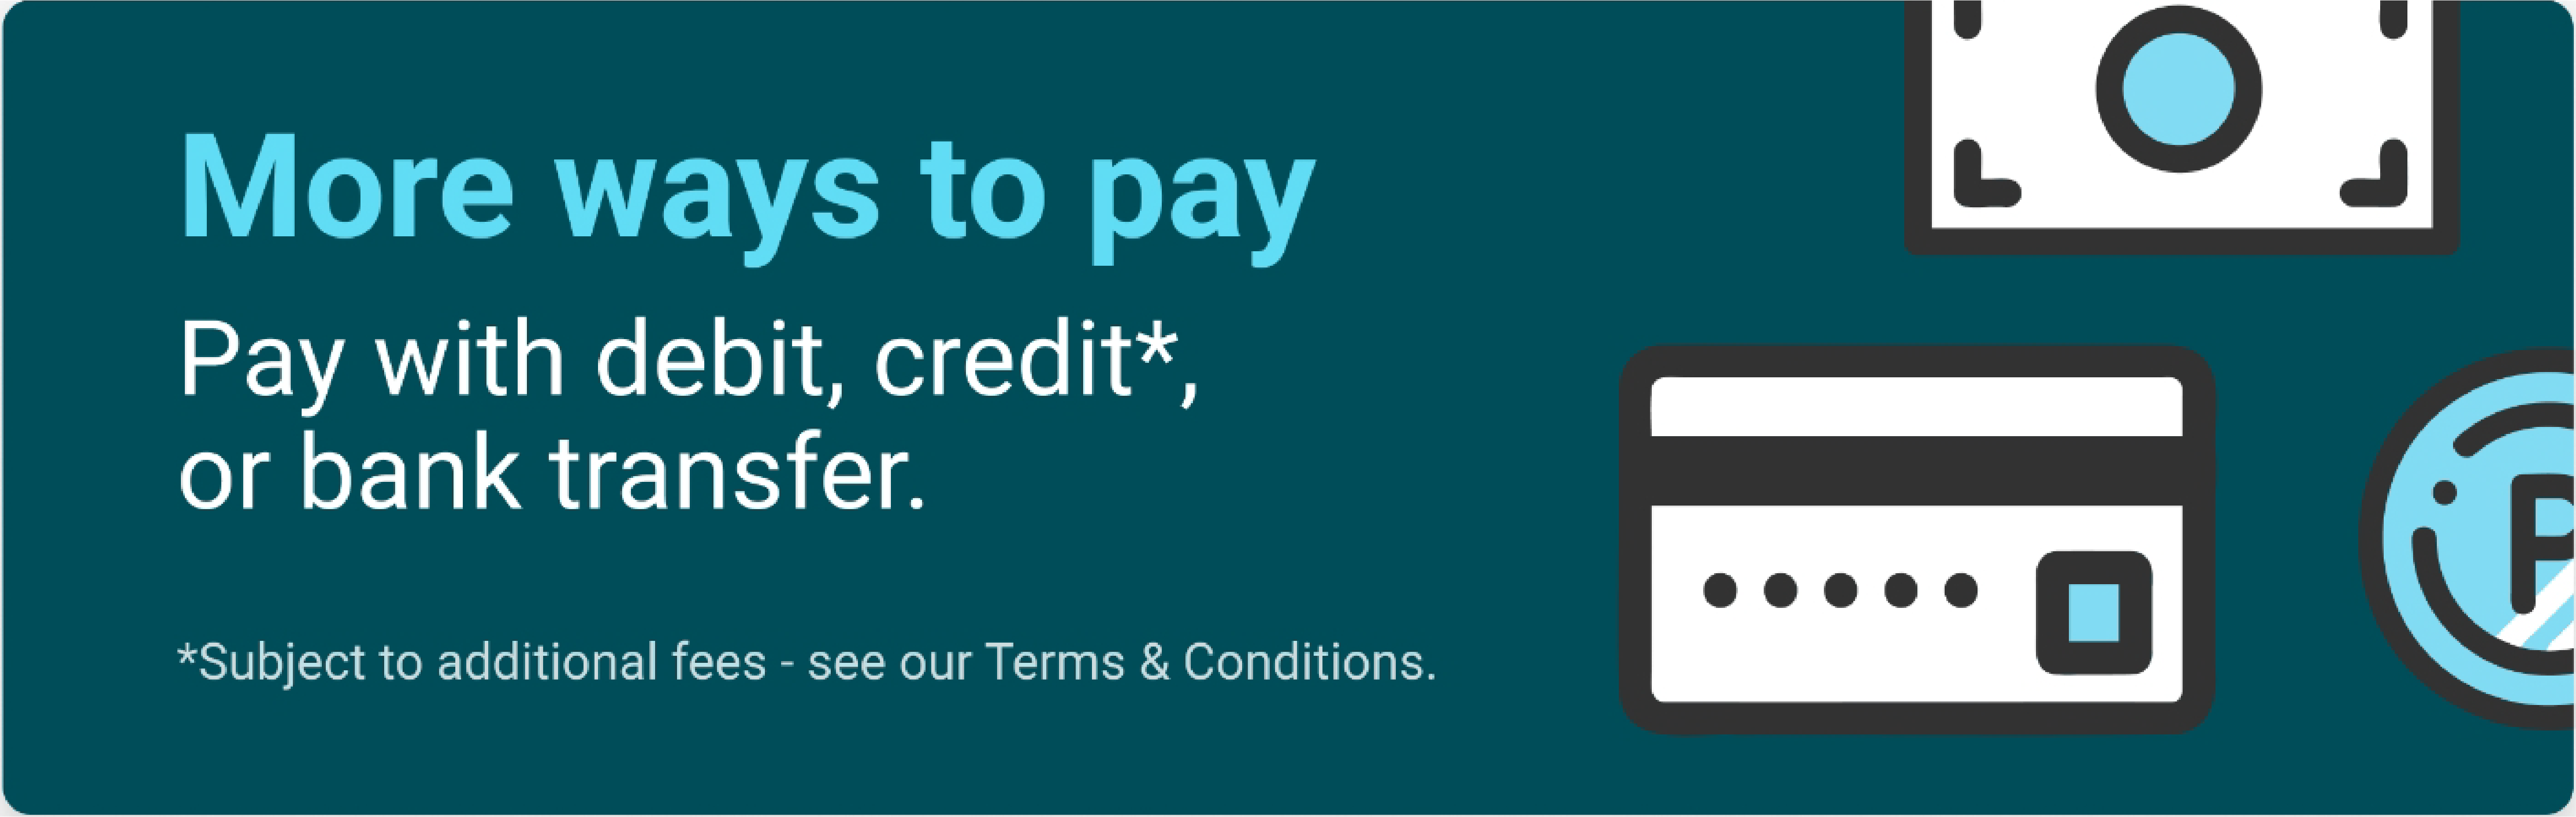 More ways to pay
Pay with debit, credit*,
or bank transfer.
*Subject to additional fees - see our Terms & Conditions.
P